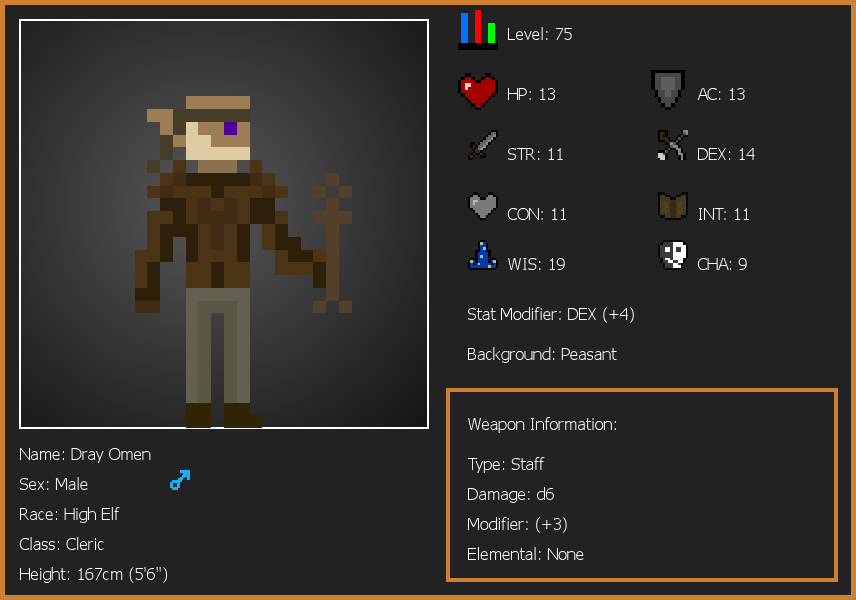 Level: 75
HP: 13
AC: 13
STR: 11
DEX: 14
CON: 11
INT: 11
WIS: 19
CHA: 9
Stat Modifier: DEX (+4)
Background: Peasant
Weapon Information:
Type: Staff
Damage: d6
Modifier: (+3)
Elemental: None
Name: Dray Omen
Sex: Male
Race: High Elf
Class: Cleric
Height: 167cm (5'6")